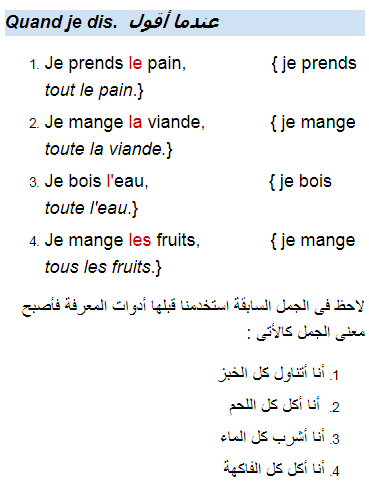 Quand je dis. عندما أقول
1. Je prends le pain, { je prends
tout le pain.}
2. Je mange la viande, { je mange
toute la viande.}
3. Je bois l'eau, { je bois
toute l'eau.}
4. Je mange les fruits, { je mange
tous les fruits.}
لاحظ فى الجمل السابقة استخدمنا قبلها أدوات المعرفة فأصبح
معنى الجمل كالأتى :
1. أنا أتناول كل الخبز
2. أنا أكل كل اللحم
3. أنا أشرب كل الماء
4. أنا أكل كل الفاكهة